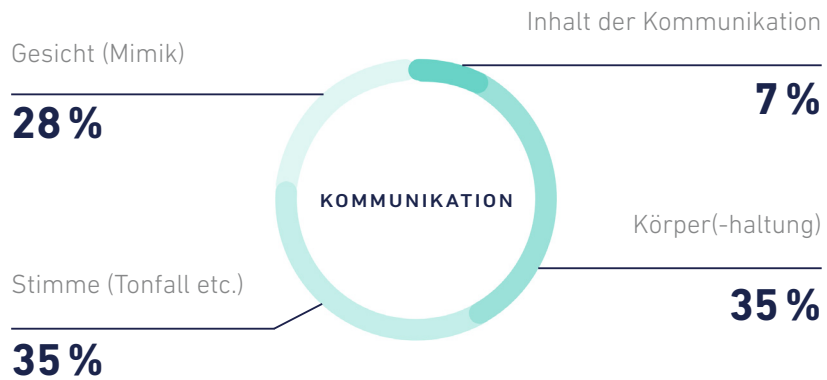 Inhalt der Kommunikation
7 %
Gesicht (Mimik)
28 %
KOMMUNIKATION
Körper(-haltung)
35 %
Stimme (Tonfall etc.)
35 %